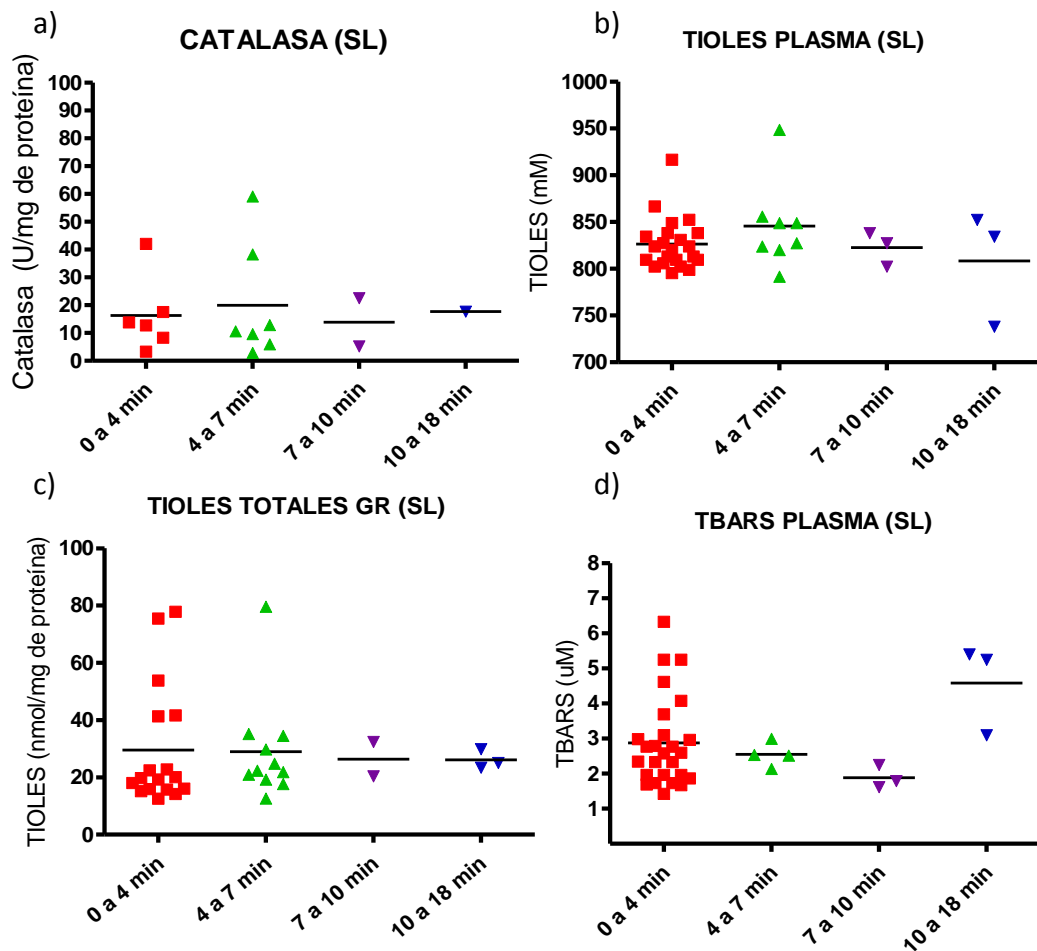 a)
CATALASA (SL)
Catalasa (U/mg de proteína)
100
90
80
70
60
50
40
30
20
10
0
0 a 4 min
4 a 7 min
7 a 10 min
10 a 18 min
b)
TIOLES PLASMA (SL)
TIOLES (mM)
1000
950
900
850
800
750
700
0 a 4 min
4 a 7 min
7 a 10 min
10 a 18 min
c)
TIOLES TOTALES GR (SL)
TIOLES (nmol/mg de proteína)
100
80
60
40
20
0
0 a 4 min
4 a 7 min
7 a 10 min
10 a 18 min
d)
TBARS PLASMA (SL)
TBARS (uM)
8
7
6
5
4
3
2
1
0 a 4 min
4 a 7 min
7 a 10 min
10 a 18 min